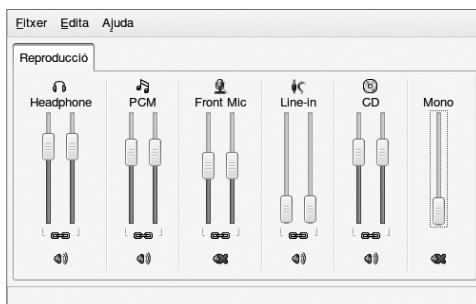 Fitxer Edita Ajuda
Reproducció
Headphone PCM Front Mic Line-in CD Mono